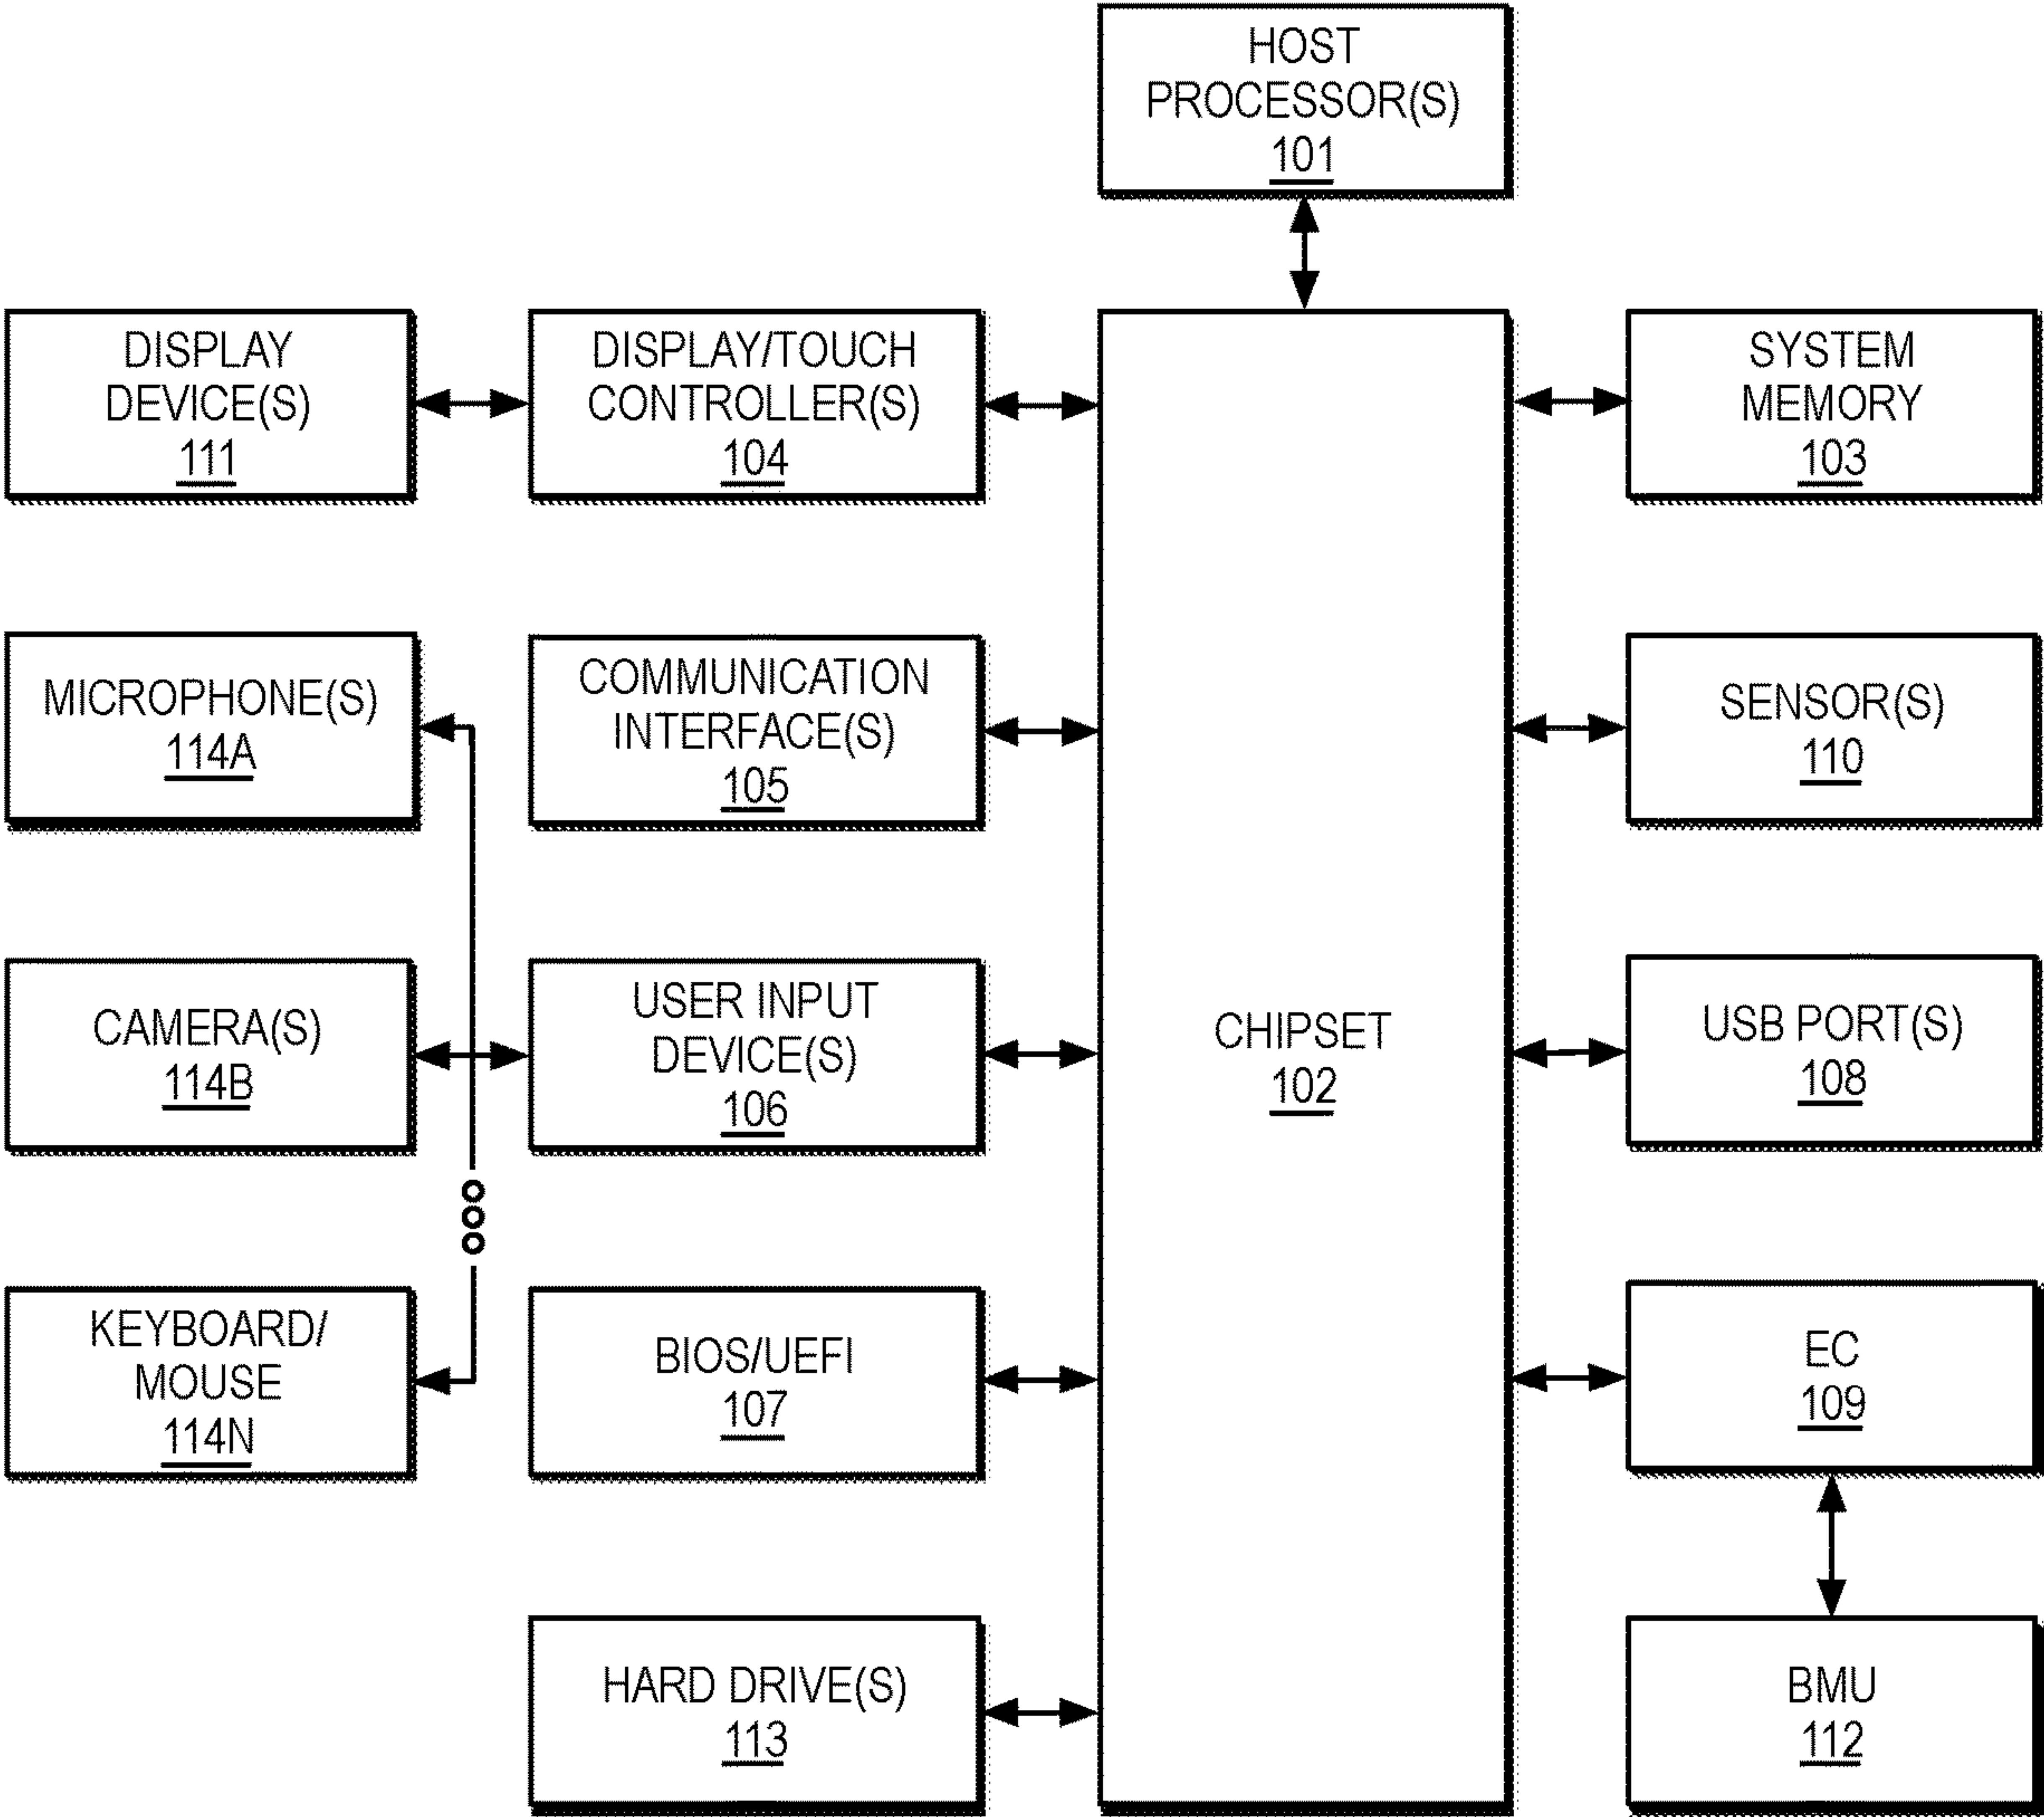 HOST
PROCESSOR(S)
101
DISPLAY
DEVICE(S)
111
DISPLAY/TOUCH
CONTROLLER(S)
104
SYSTEM
MEMORY
103
MICROPHONE(S)
114A
COMMUNICATION
INTERFACE(S)
105
SENSOR(S)
110
CAMERA(S)
114B
USER INPUT
DEVICE(S)
106
CHIPSET
102
USB PORT(S)
108
KEYBOARD/
MOUSE
114N
BIOS/UEFI
107
EC
109
HARD DRIVE(S)
113
BMU
112